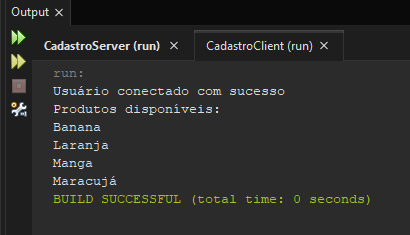 Output ×
CadastroServer (run) × CadastroClient (run) ×
run:
Usuário conectado com sucesso
Produtos disponíveis:
Banana
Laranja
Manga
Maracujá
BUILD SUCCESSFUL (total time: 0 seconds)